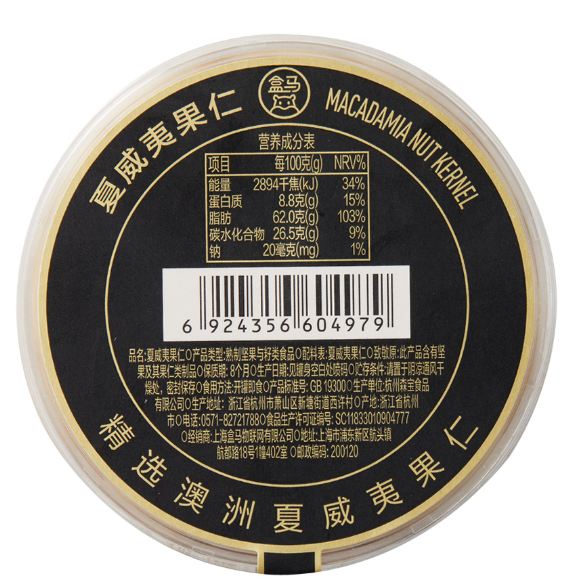 夏威夷果仁
盒马
MACADAMIA NUT KERNEL
营养成分表
项目 每100克(g) NRV%
能量 2894千焦(kJ) 34%
蛋白质 8.8克(g) 15%
脂肪 62.0克(g) 103%
碳水化合物 26.5克(g) 9%
钠 20毫克(mg) 1%
6 924356 604979
品名:夏威夷果仁○产品类型:熟制坚果与籽类食品○配料表:夏威夷果仁○致敏原:此产品含有坚
果及其果仁类制品○保质期: 8个月○生产日期:见罐身空白处喷码○贮存条件:请置于阴凉通风干
燥处，密封保存○食用方法:开罐即食○产品标准号: GB 19300○生产单位:杭州森宝食品
有限公司○生产地址: 浙江省杭州市萧山区新塘街道西许村○产地: 浙江省杭州
市○电话:0571-82721788○食品生产许可证编号: SC11833010904777
○经销商:上海盒马物联网有限公司○地址:上海市浦东新区航头镇
航都路18号1幢402室 ○邮政编码: 200120
精选澳洲夏威夷果仁